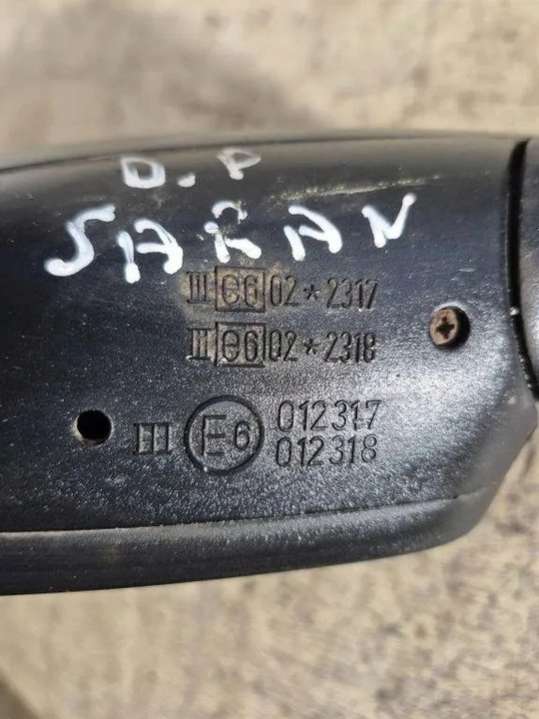 D.P
SARAN
III e6 02*2317
II e6 02*2318
III E6 012317
012318